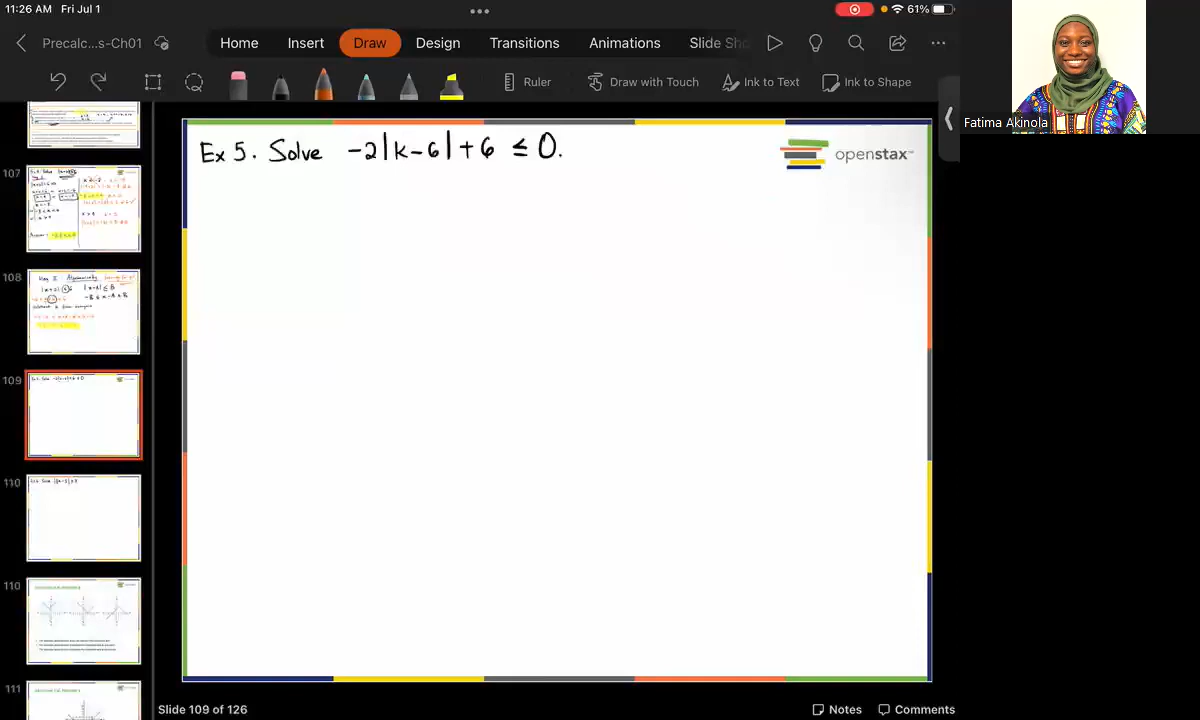 11:26 AM Fri Jul 1
61%
Precalc...s-Ch01
Home Insert Draw Design Transitions Animations Slide Sho
Ruler Draw with Touch Ink to Text Ink to Shape
Fatima Akinola
107
108
109
110
110
111
Ex 5. Solve -2|k-6|+6 ≤ 0.
openstax™
Slide 109 of 126
Notes Comments